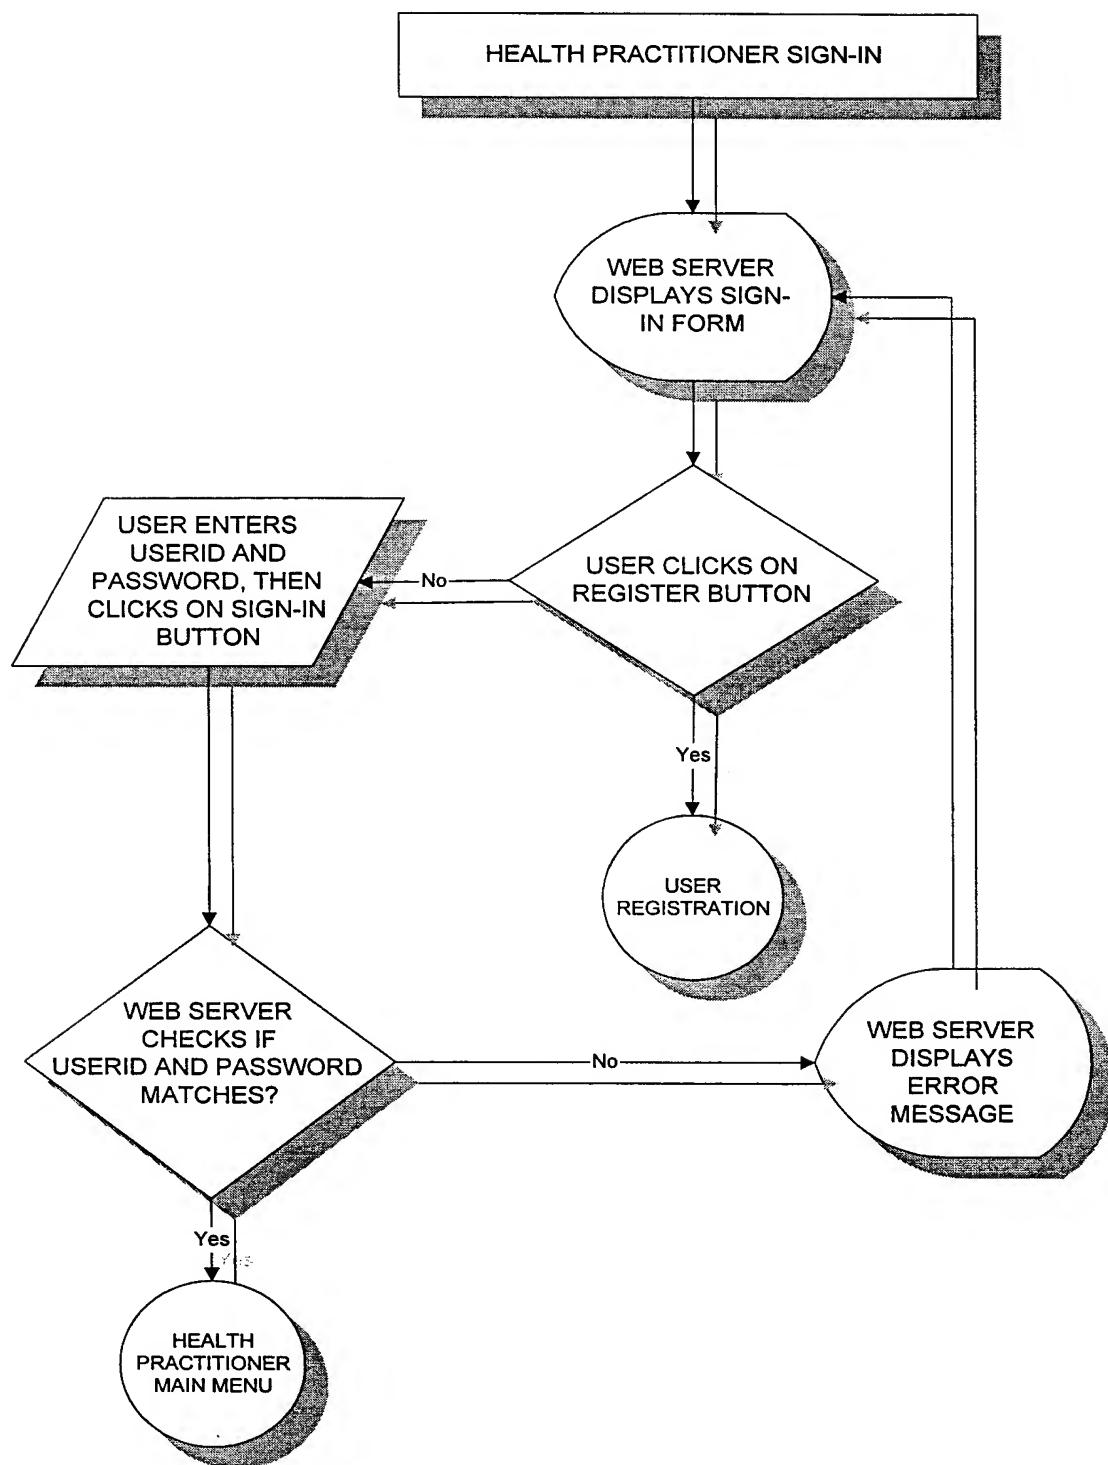 HEALTH PRACTITIONER SIGN-IN
WEB SERVER
DISPLAYS SIGN-
IN FORM
USER CLICKS ON
REGISTER BUTTON
No
USER ENTERS
USERID AND
PASSWORD, THEN
CLICKS ON SIGN-IN
BUTTON
Yes
USER
REGISTRATION
WEB SERVER
CHECKS IF
USERID AND PASSWORD
MATCHES?
No
WEB SERVER
DISPLAYS
ERROR
MESSAGE
Yes
Yes
HEALTH
PRACTITIONER
MAIN MENU